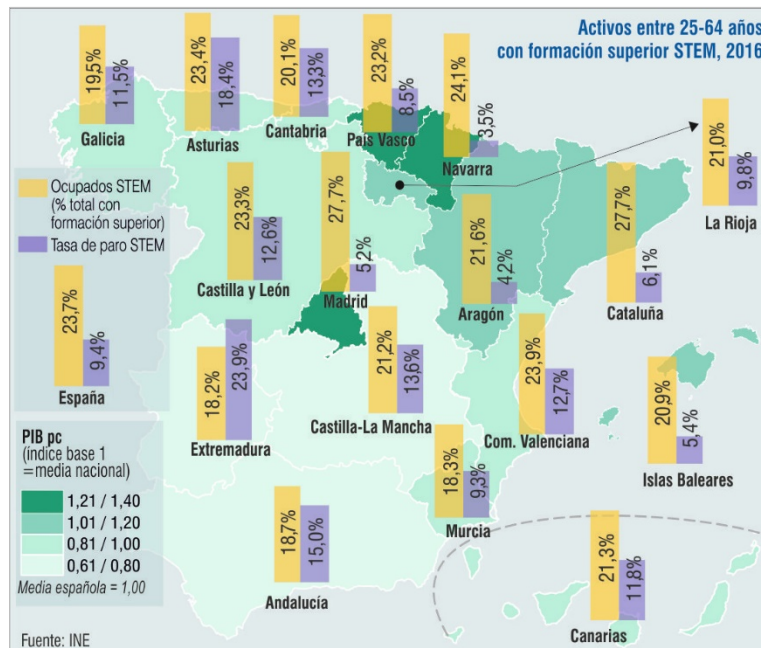 Activos entre 25-64 años
con formación superior STEM, 2016
19,5%
11,5%
Galicia
23,4%
18,4%
Asturias
20,1%
13,3%
Cantabria
23,2%
8,5%
País Vasco
24,1%
3,5%
Navarra
21,0%
9,8%
La Rioja
Ocupados STEM
(% total con
formación superior)
Tasa de paro STEM
23,3%
12,6%
Castilla y León
27,7%
5,2%
Madrid
21,6%
4,2%
Aragón
27,7%
6,1%
Cataluña
23,7%
9,4%
España
18,2%
23,9%
Extremadura
21,2%
13,6%
Castilla-La Mancha
23,9%
12,7%
Com. Valenciana
20,9%
5,4%
Islas Baleares
PIB pc
(índice base 1
=media nacional)
1,21 / 1,40
1,01 / 1,20
0,81 / 1,00
0,61 / 0,80
Media española = 1,00
18,3%
9,3%
Murcia
18,7%
15,0%
Andalucía
21,3%
11,8%
Canarias
Fuente: INE